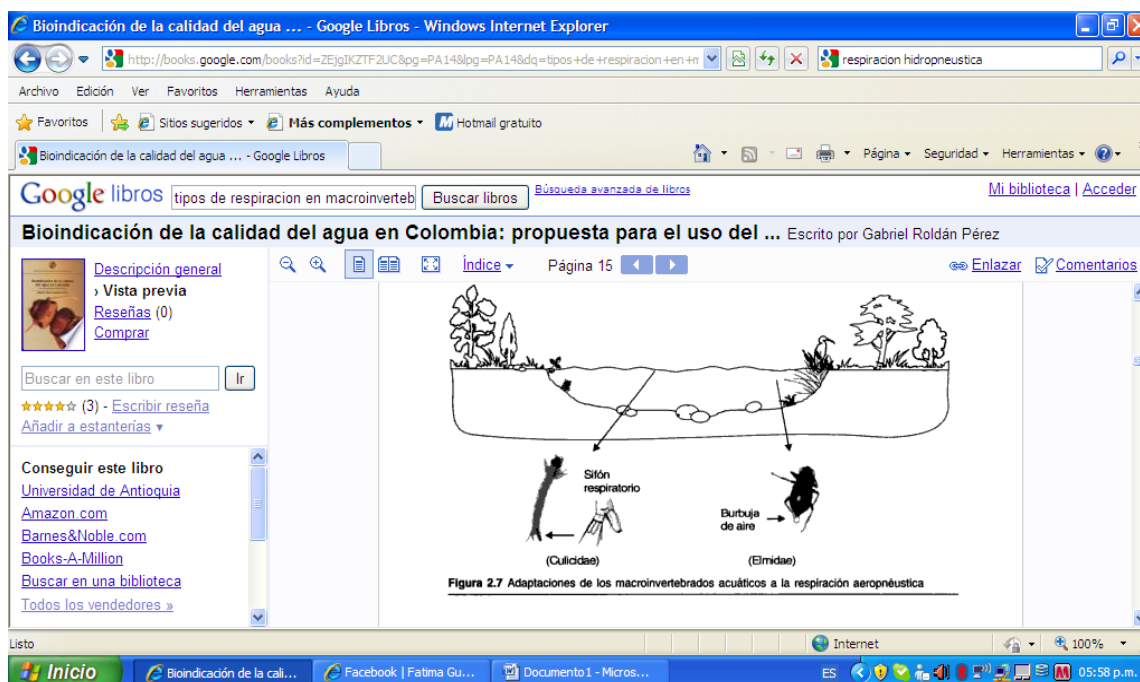 Bioindicación de la calidad del agua ... - Google Libros - Windows Internet Explorer
http://books.google.com/books?id=ZEjgIKZTF2UC&pg=PA14&lpg=PA14&dq=tipos+de+respiracion+en+m
respiracion hidropneustica
Archivo Edición Ver Favoritos Herramientas Ayuda
Favoritos Sitios sugeridos Más complementos Hotmail gratuito
Bioindicación de la calidad del agua ... - Google Libros
Página Seguridad Herramientas
Google libros tipos de respiracion en macroinverteb Buscar libros Búsqueda avanzada de libros Mi biblioteca | Acceder
Bioindicación de la calidad del agua en Colombia: propuesta para el uso del ... Escrito por Gabriel Roldán Pérez
Descripción general
› Vista previa
Reseñas (0)
Comprar
Buscar en este libro Ir
(3) - Escribir reseña
Añadir a estanterías ▼
Conseguir este libro
Universidad de Antioquia
Amazon.com
Barnes&Noble.com
Books-A-Million
Buscar en una biblioteca
Todos los vendedores »
Índice Página 15 Enlazar Comentarios
Sifón
respiratorio
Burbuja
de aire
(Culicidae) (Elmidae)
Figura 2.7 Adaptaciones de los macroinvertebrados acuáticos a la respiración aeropnéustica
Listo Internet 100%
Inicio Bioindicación de la cali... Facebook | Fatima Gu... Documento1 - Micros... ES 05:58 p.m.